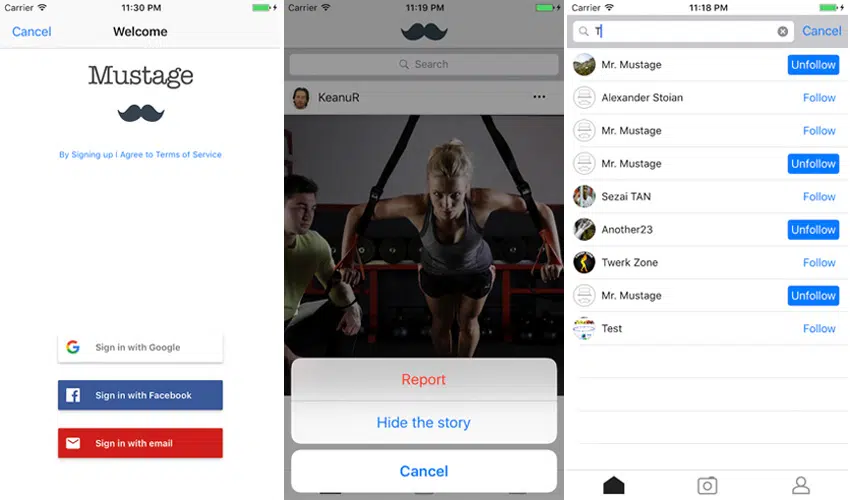 Carrier 11:30 PM
Cancel Welcome
Mustage
By Signing up I Agree to Terms of Service
Sign in with Google
Sign in with Facebook
Sign in with email
Carrier 11:19 PM
Search
KeanuR
Report
Hide the story
Cancel
Carrier 11:18 PM
T Cancel
Mr. Mustage Unfollow
Alexander Stoian Follow
Mr. Mustage Follow
Mr. Mustage Unfollow
Sezai TAN Follow
Another23 Unfollow
Twerk Zone Follow
Mr. Mustage Unfollow
Test Follow